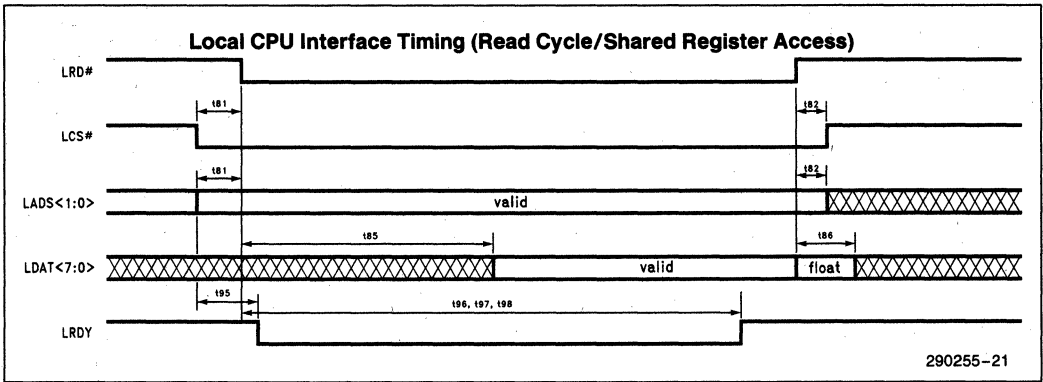 Local CPU Interface Timing (Read Cycle/Shared Register Access)
LRD#
t81
t82
LCS#
t81
t82
LADS<1:0>
valid
t85
t86
LDAT<7:0>
valid
float
t95
t96, t97, t98
LRDY
290255-21